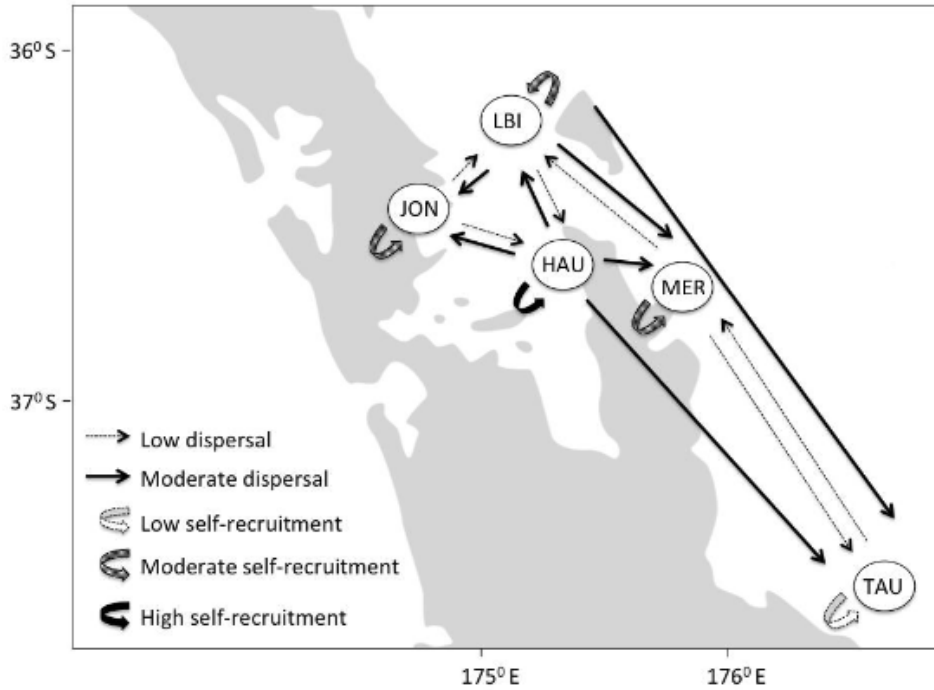 36⁰ S
LBI
JON
HAU
MER
37⁰ S
Low dispersal
Moderate dispersal
Low self-recruitment
Moderate self-recruitment
High self-recruitment
TAU
175⁰ E
176⁰ E